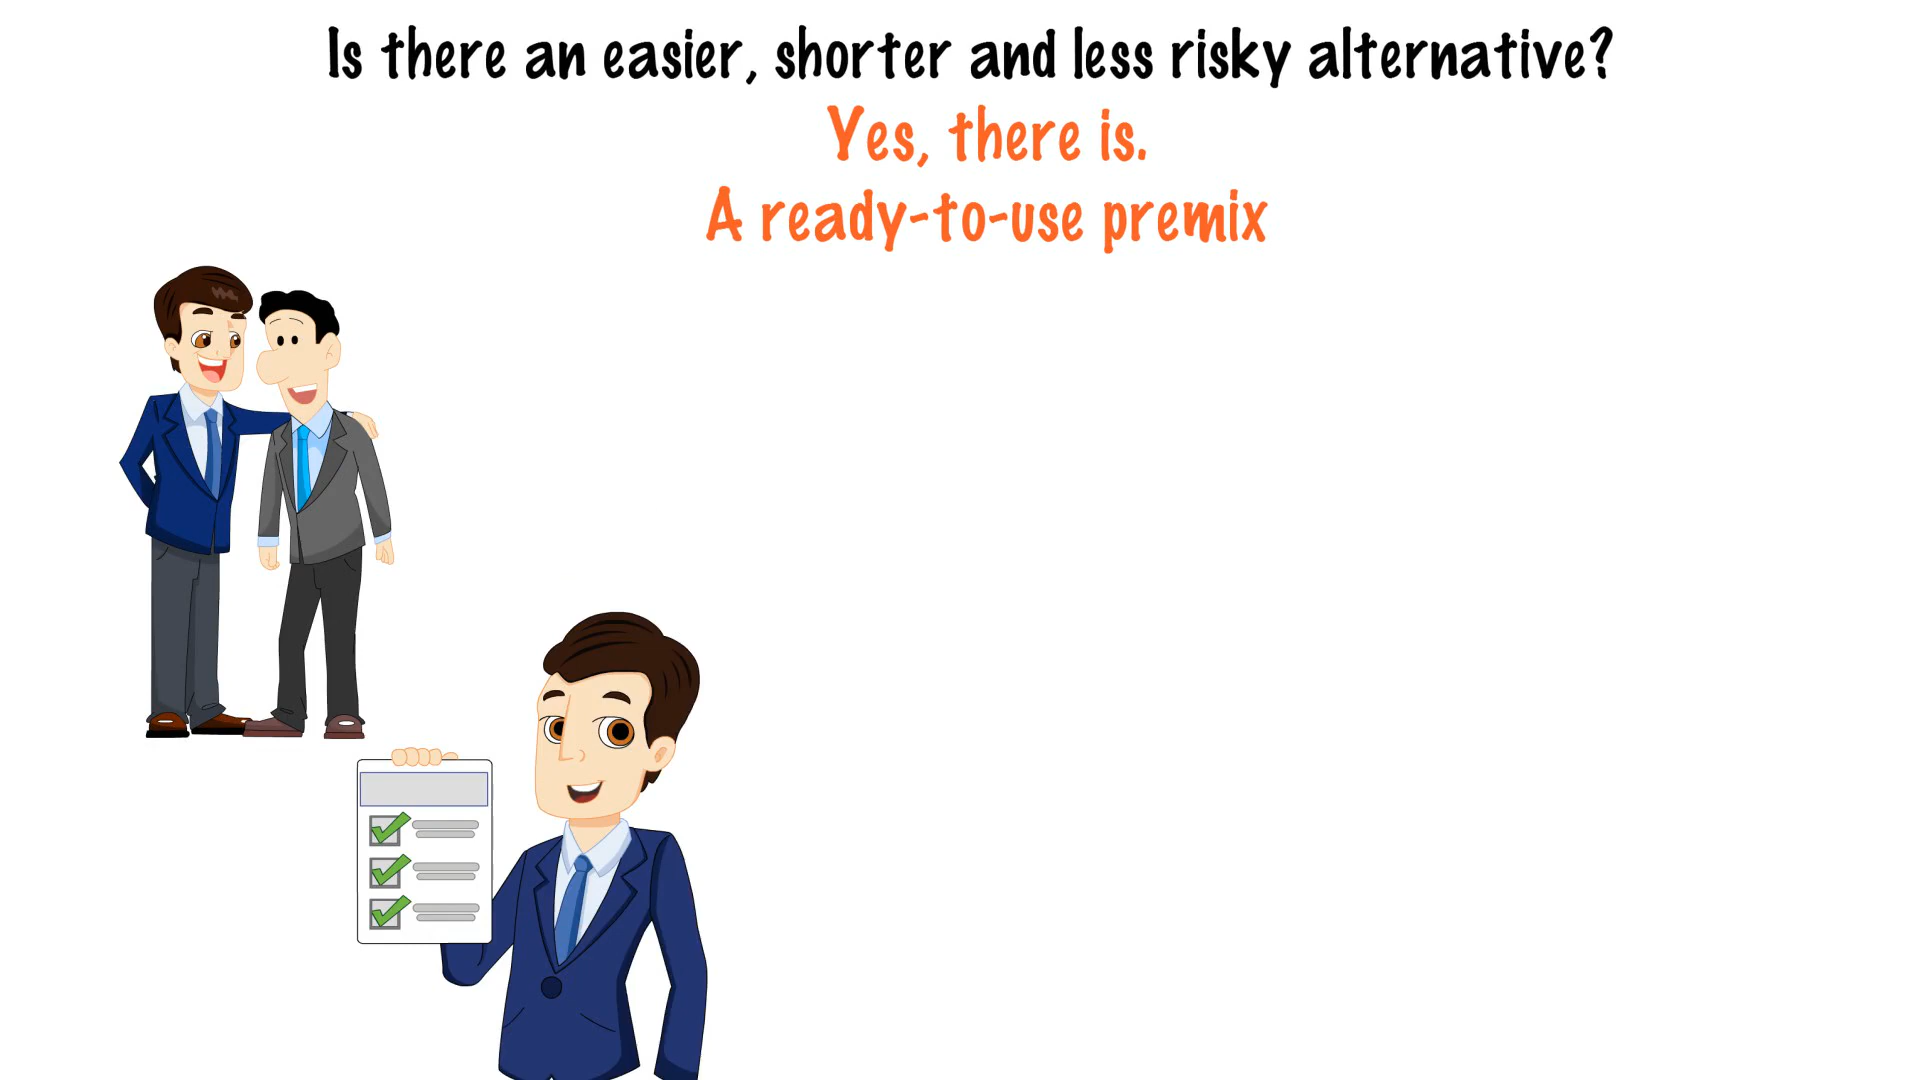 Is there an easier, shorter and less risky alternative?
Yes, there is.
A ready-to-use premix